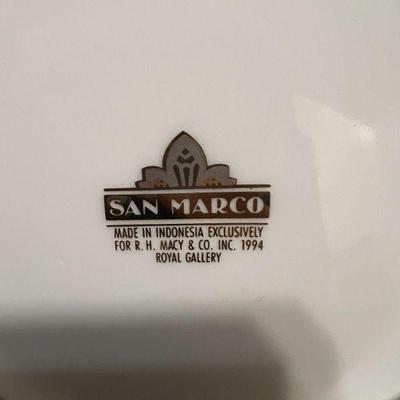 SAN MARCO
MADE IN INDONESIA EXCLUSIVELY
FOR R. H. MACY & CO. INC. 1994
ROYAL GALLERY